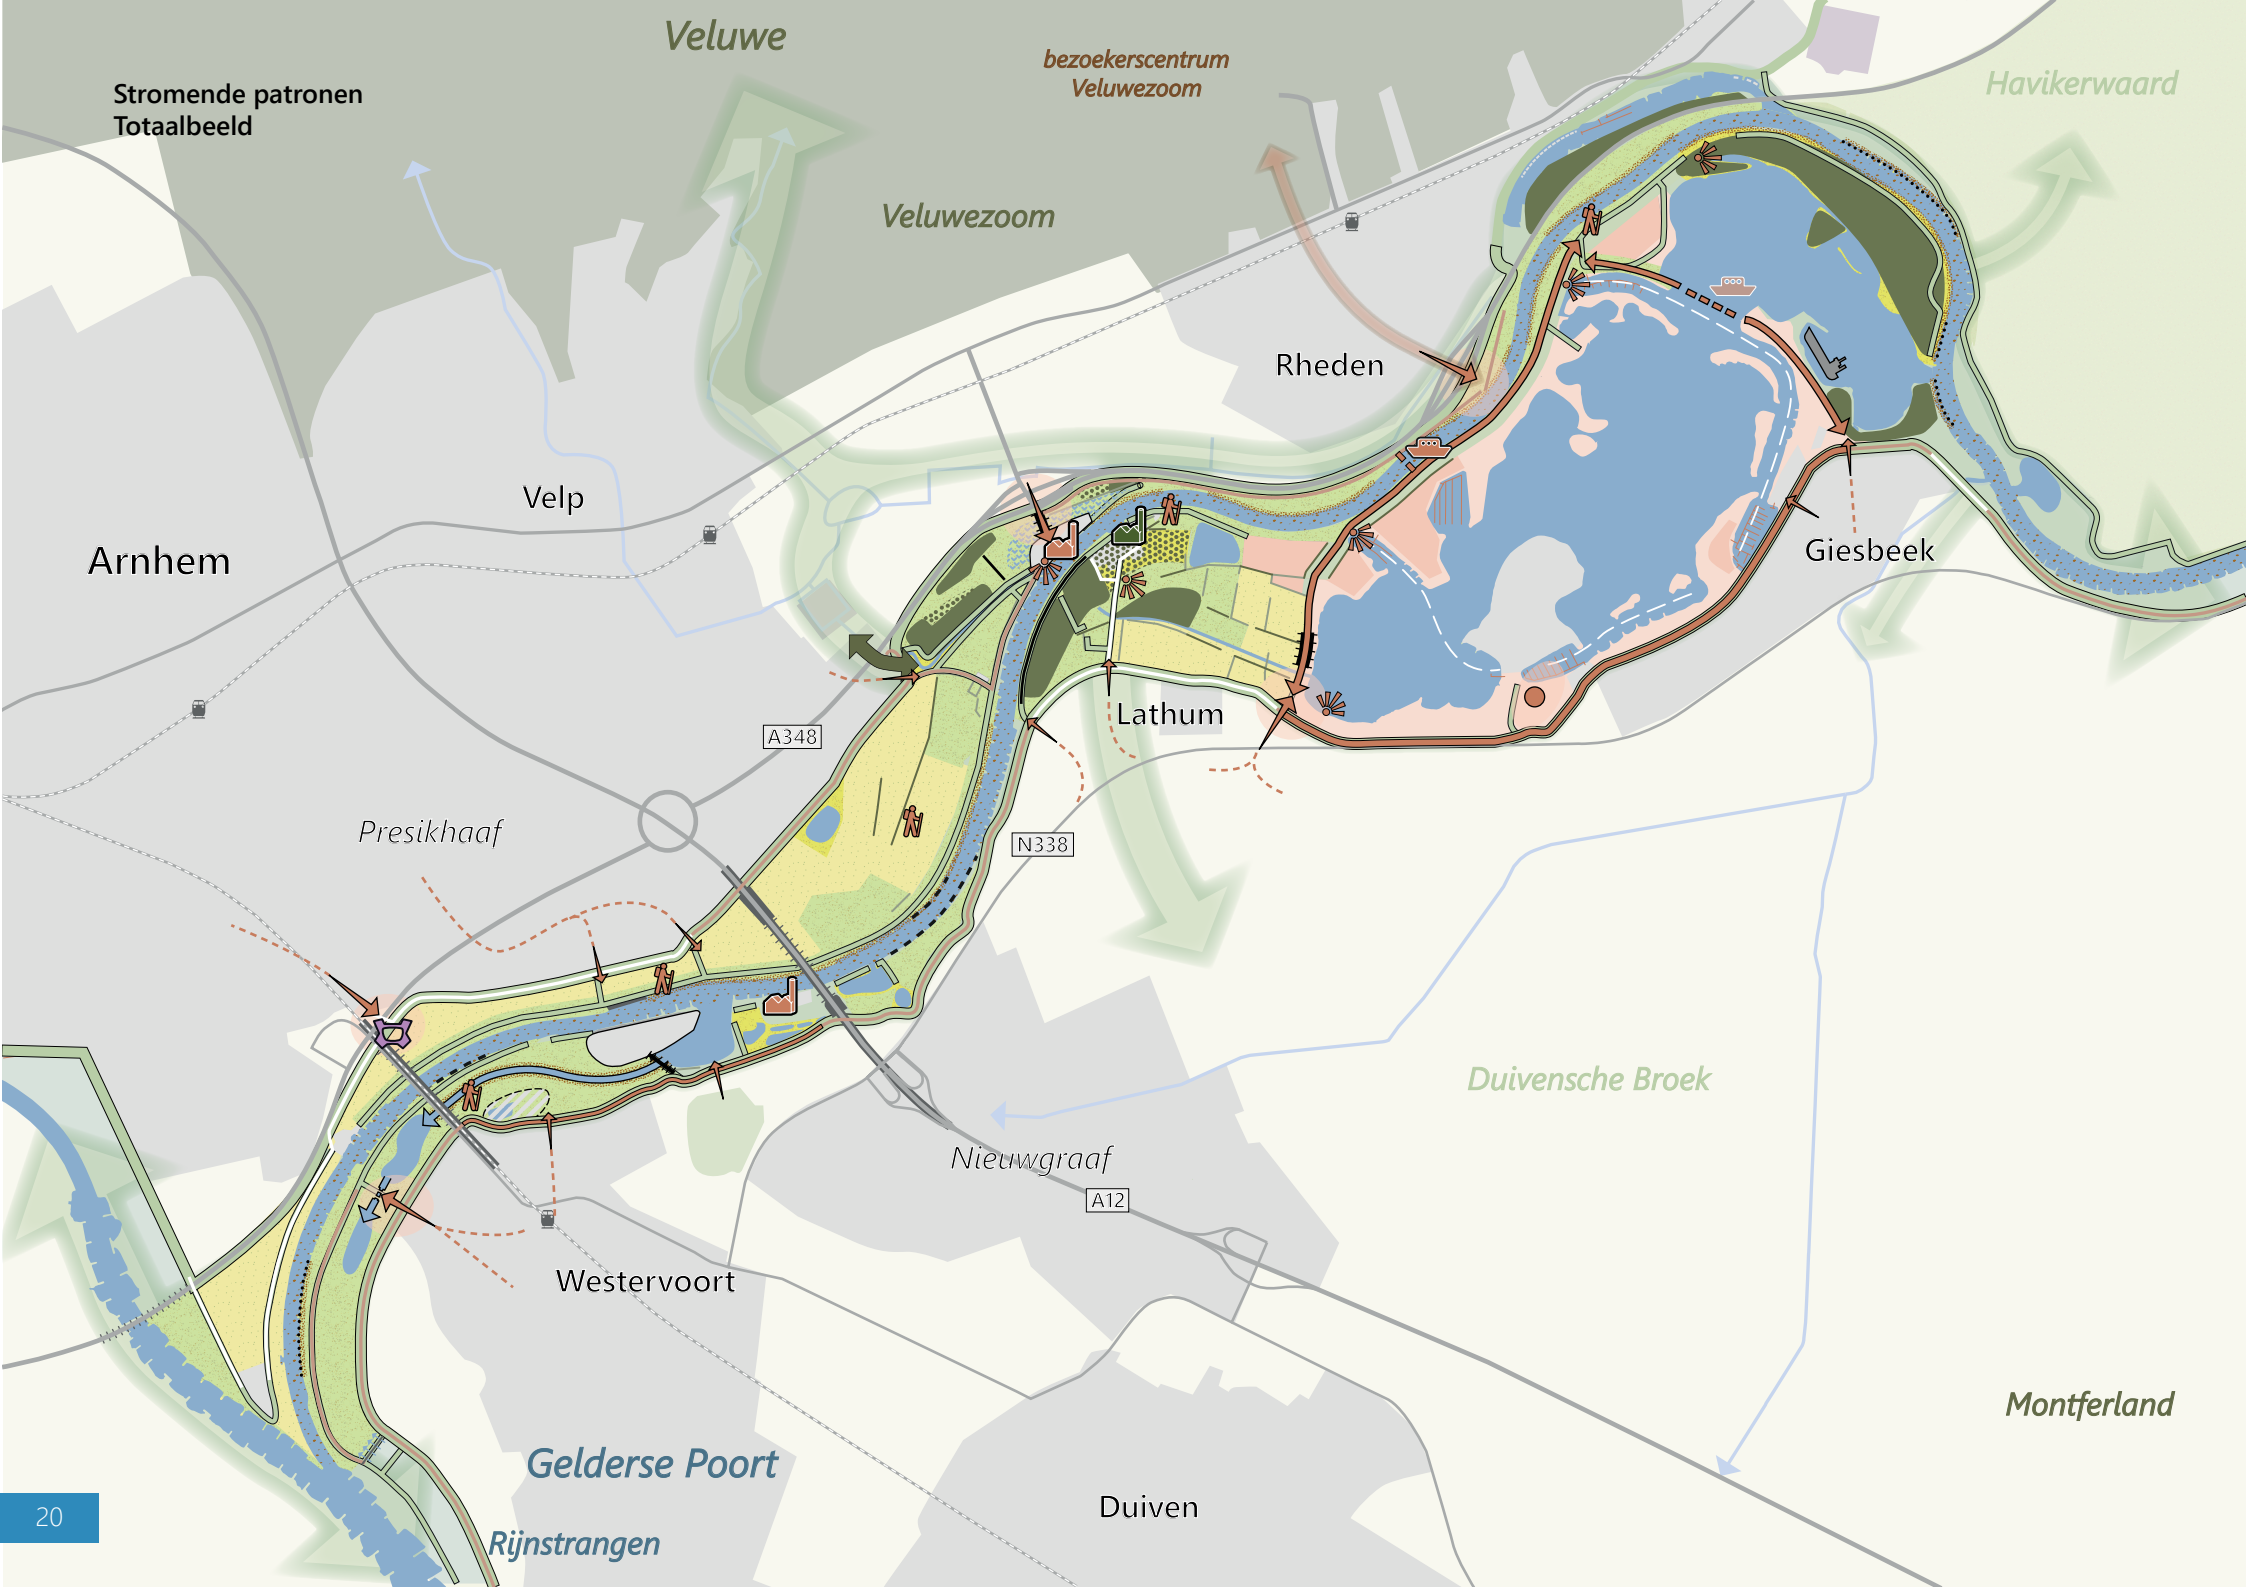 Veluwe
bezoekerscentrum
Veluwezoom
Stromende patronen
Totaalbeeld
Havikerwaard
Veluwezoom
Rheden
Velp
Arnhem
Giesbeek
Lathum
A348
Presikhaaf
N338
Duivensche Broek
Nieuwgraaf
A12
Westervoort
Montferland
Gelderse Poort
Duiven
20
Rijnstrangen